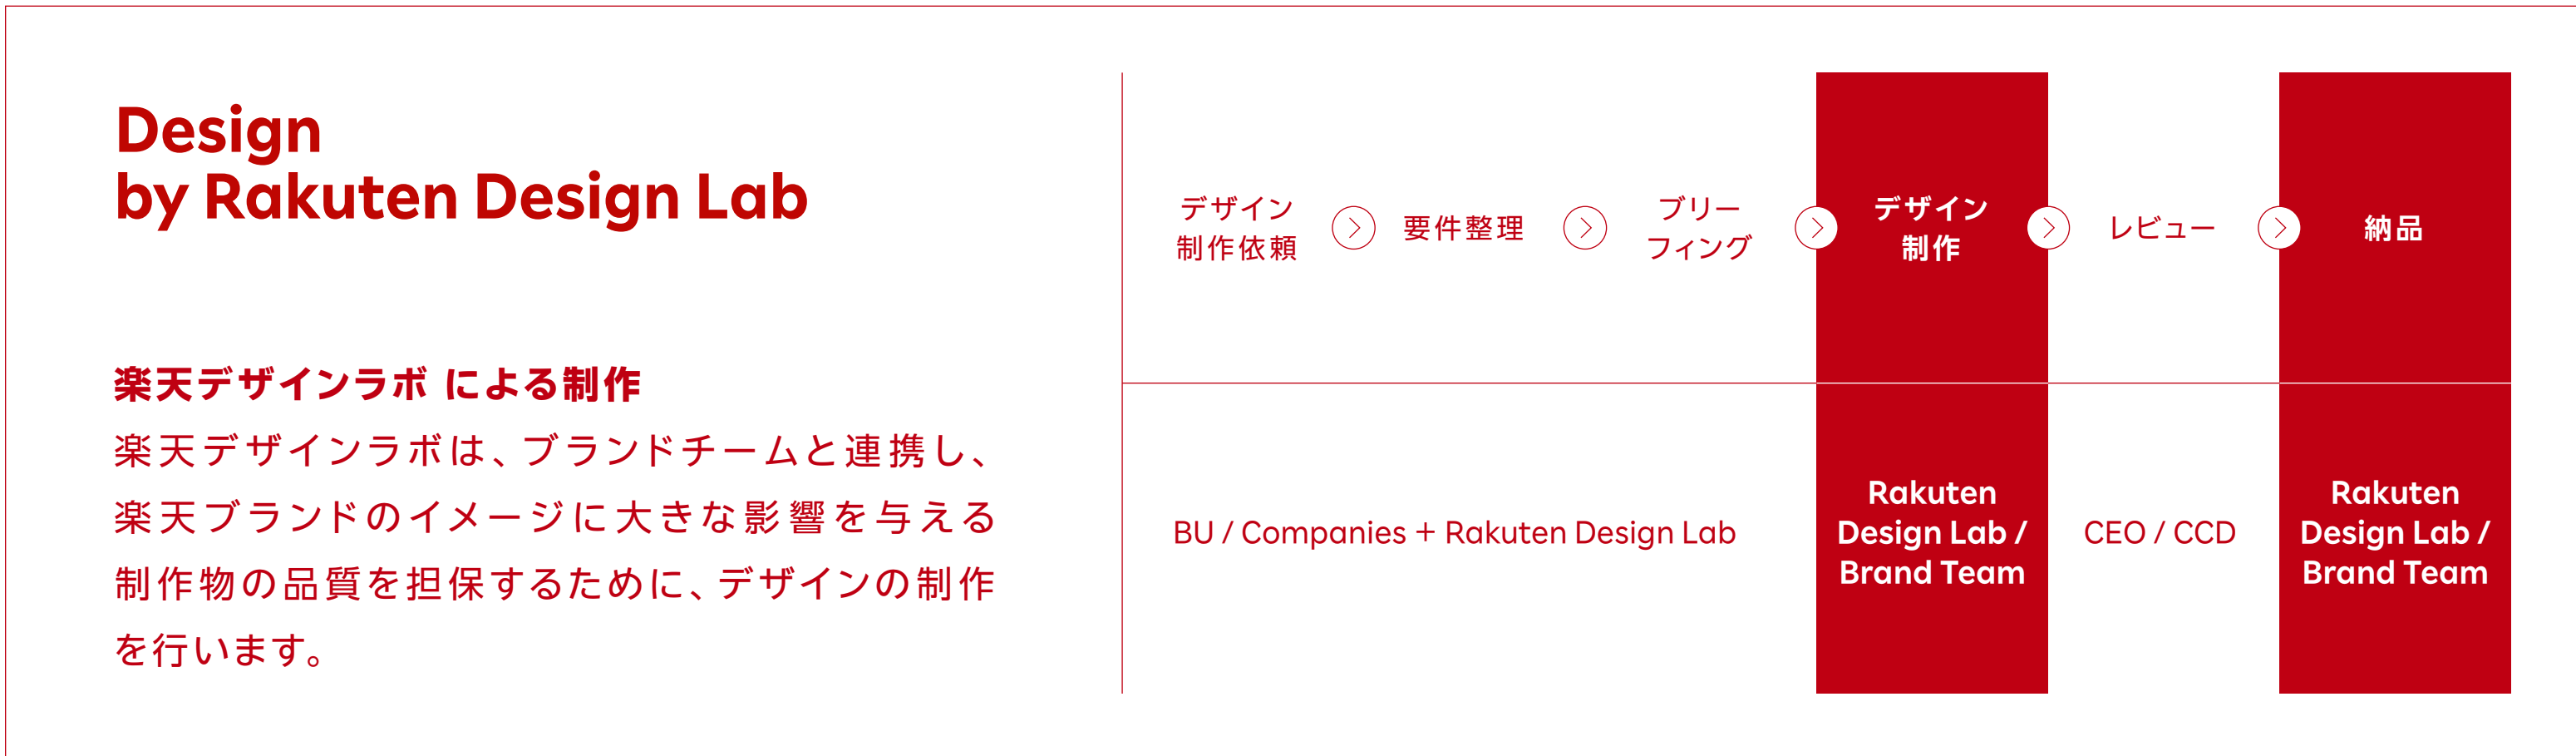 Design
by Rakuten Design Lab
楽天デザインラボ による制作
楽天デザインラボは、ブランドチームと連携し、
楽天ブランドのイメージに大きな影響を与える
制作物の品質を担保するために、デザインの制作
を行います。
デザイン
制作依頼
要件整理
ブリー
フィング
デザイン
制作
レビュー
納品
BU / Companies + Rakuten Design Lab
Rakuten
Design Lab /
Brand Team
CEO / CCD
Rakuten
Design Lab /
Brand Team